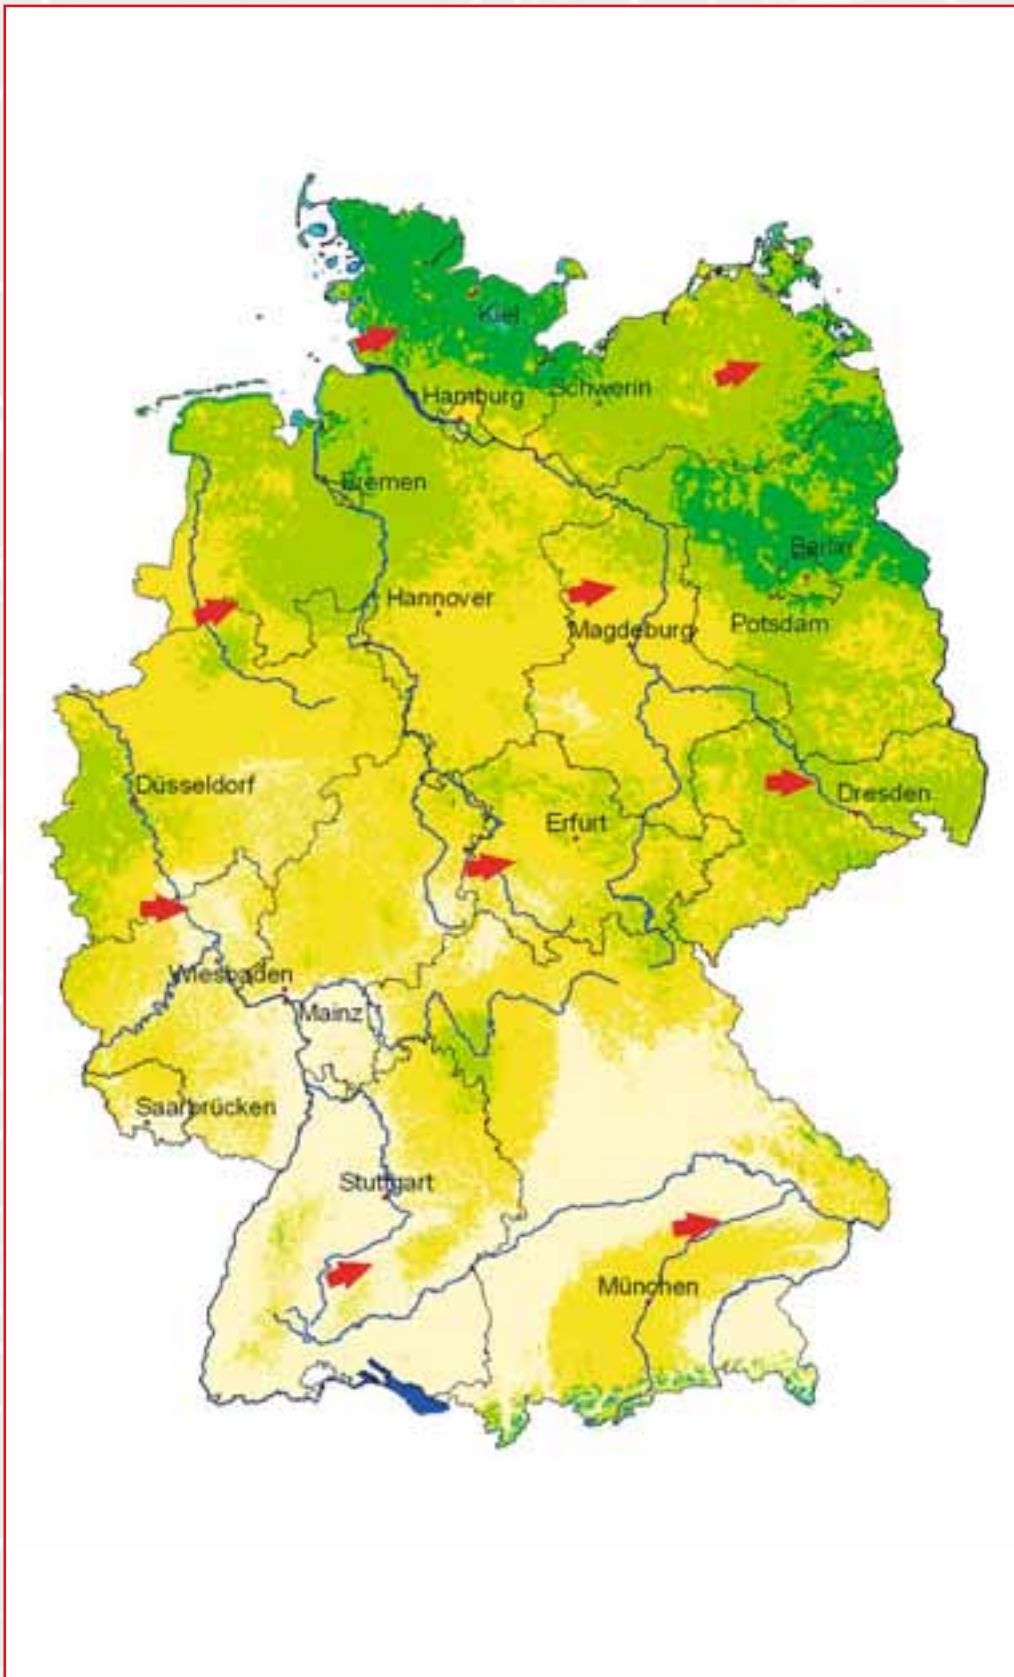 Kiel
Schwerin
Hamburg
Bremen
Berlin
Hannover
Potsdam
Magdeburg
Düsseldorf
Dresden
Erfurt
Wiesbaden
Mainz
Saarbrücken
Stuttgart
München